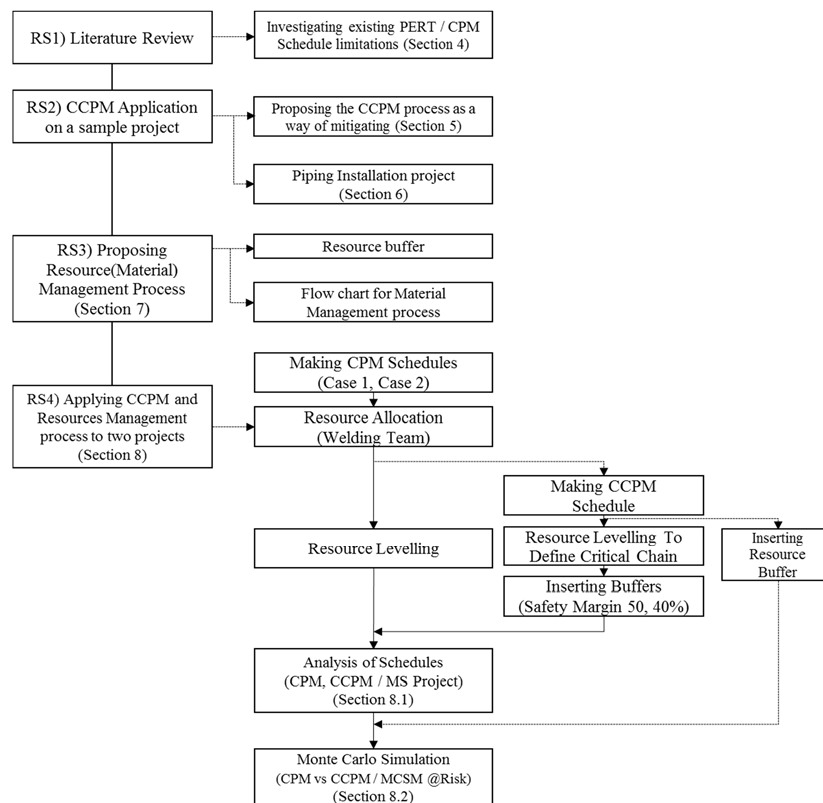 RS1) Literature Review
Investigating existing PERT / CPM
Schedule limitations (Section 4)
RS2) CCPM Application
on a sample project
Proposing the CCPM process as a
way of mitigating (Section 5)
Piping Installation project
(Section 6)
RS3) Proposing
Resource(Material)
Management Process
(Section 7)
Resource buffer
Flow chart for Material
Management process
RS4) Applying CCPM and
Resources Management
process to two projects
(Section 8)
Making CPM Schedules
(Case 1, Case 2)
Resource Allocation
(Welding Team)
Making CCPM
Schedule
Resource Levelling
Resource Levelling To
Define Critical Chain
Inserting
Resource
Buffer
Inserting Buffers
(Safety Margin 50, 40%)
Analysis of Schedules
(CPM, CCPM / MS Project)
(Section 8.1)
Monte Carlo Simulation
(CPM vs CCPM / MCSM @Risk)
(Section 8.2)